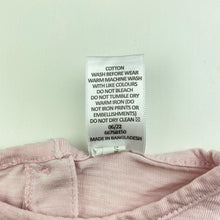 COTTON
WASH BEFORE WEAR
WARM MACHINE WASH
WITH LIKE COLOURS
DO NOT BLEACH
DO NOT TUMBLE DRY
WARM IRON (DO
NOT IRON PRINTS OR
EMBELLISHMENTS)
DO NOT DRY CLEAN
06/22
MADE IN BANGLADESH